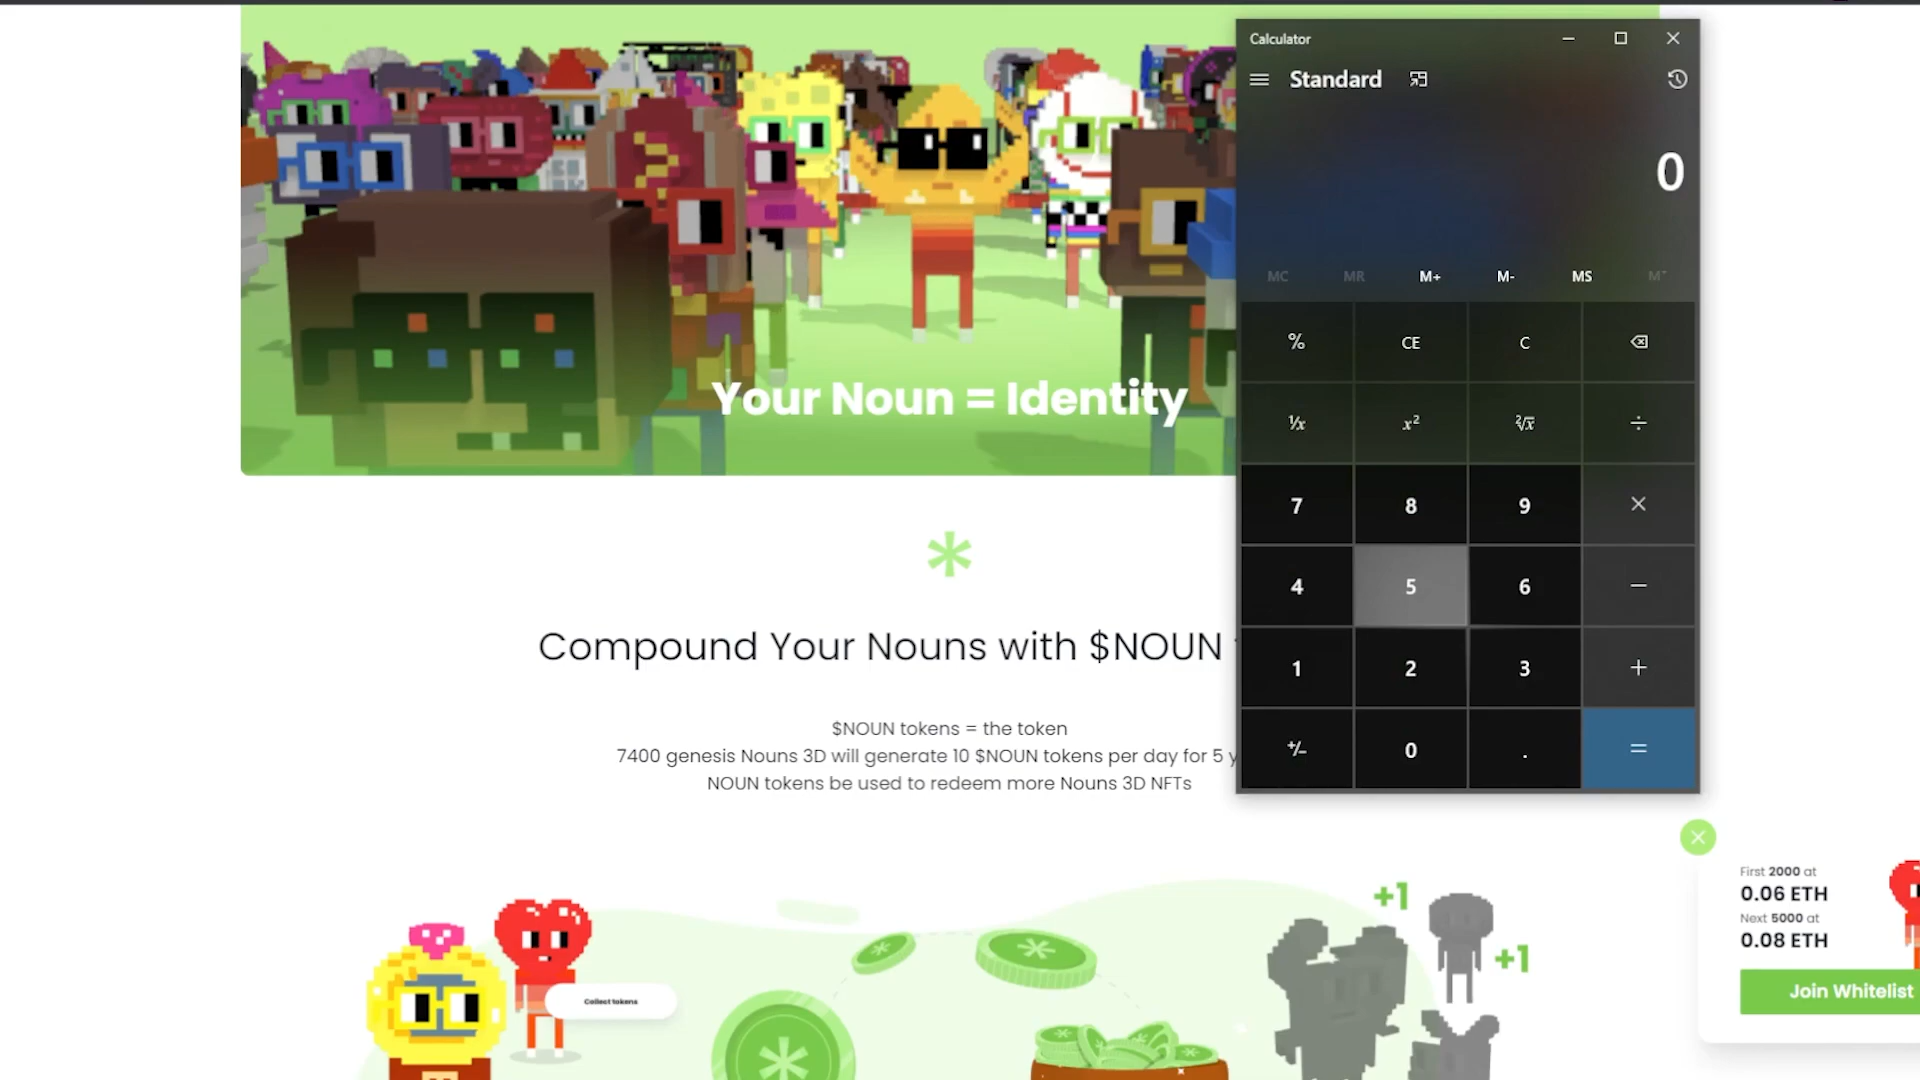 Calculator
Standard
0
MC MR M+ M- MS M˅
% CE C
⅟x x² ²√x ÷
7 8 9 ×
4 5 6 −
1 2 3 +
+/− 0 . =
Your Noun = Identity
Compound Your Nouns with $NOUN
$NOUN tokens = the token
7400 genesis Nouns 3D will generate 10 $NOUN tokens per day for 5 y
NOUN tokens be used to redeem more Nouns 3D NFTs
+1
+1
Collect tokens
First 2000 at
0.06 ETH
Next 5000 at
0.08 ETH
Join Whitelist